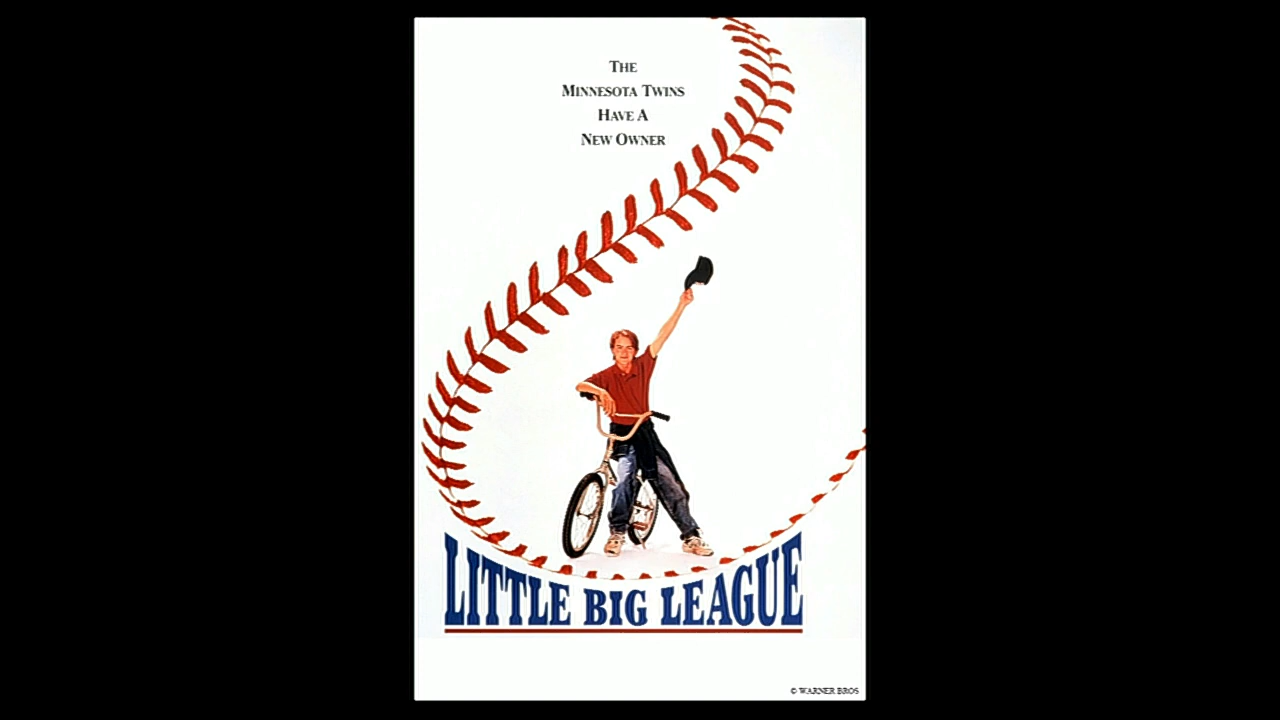 The
Minnesota Twins
Have A
New Owner
LITTLE BIG LEAGUE
© WARNER BROS